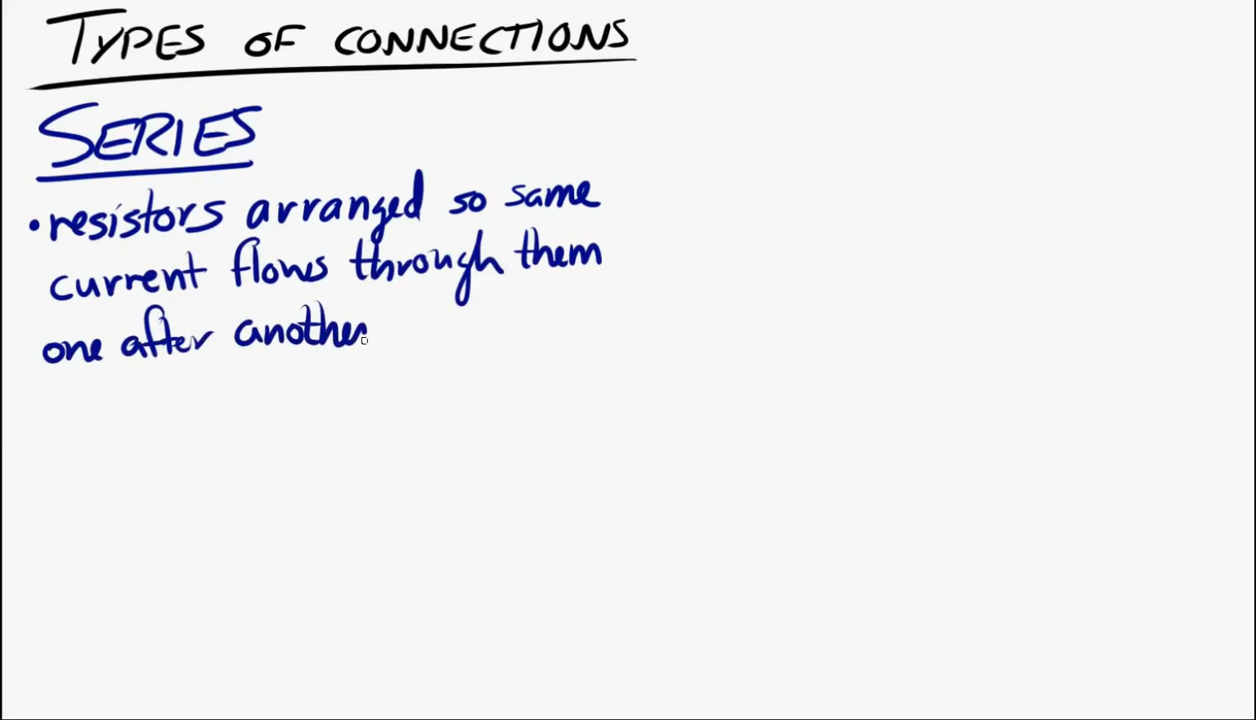 TYPES OF CONNECTIONS
SERIES
• resistors arranged so same
current flows through them
one after another